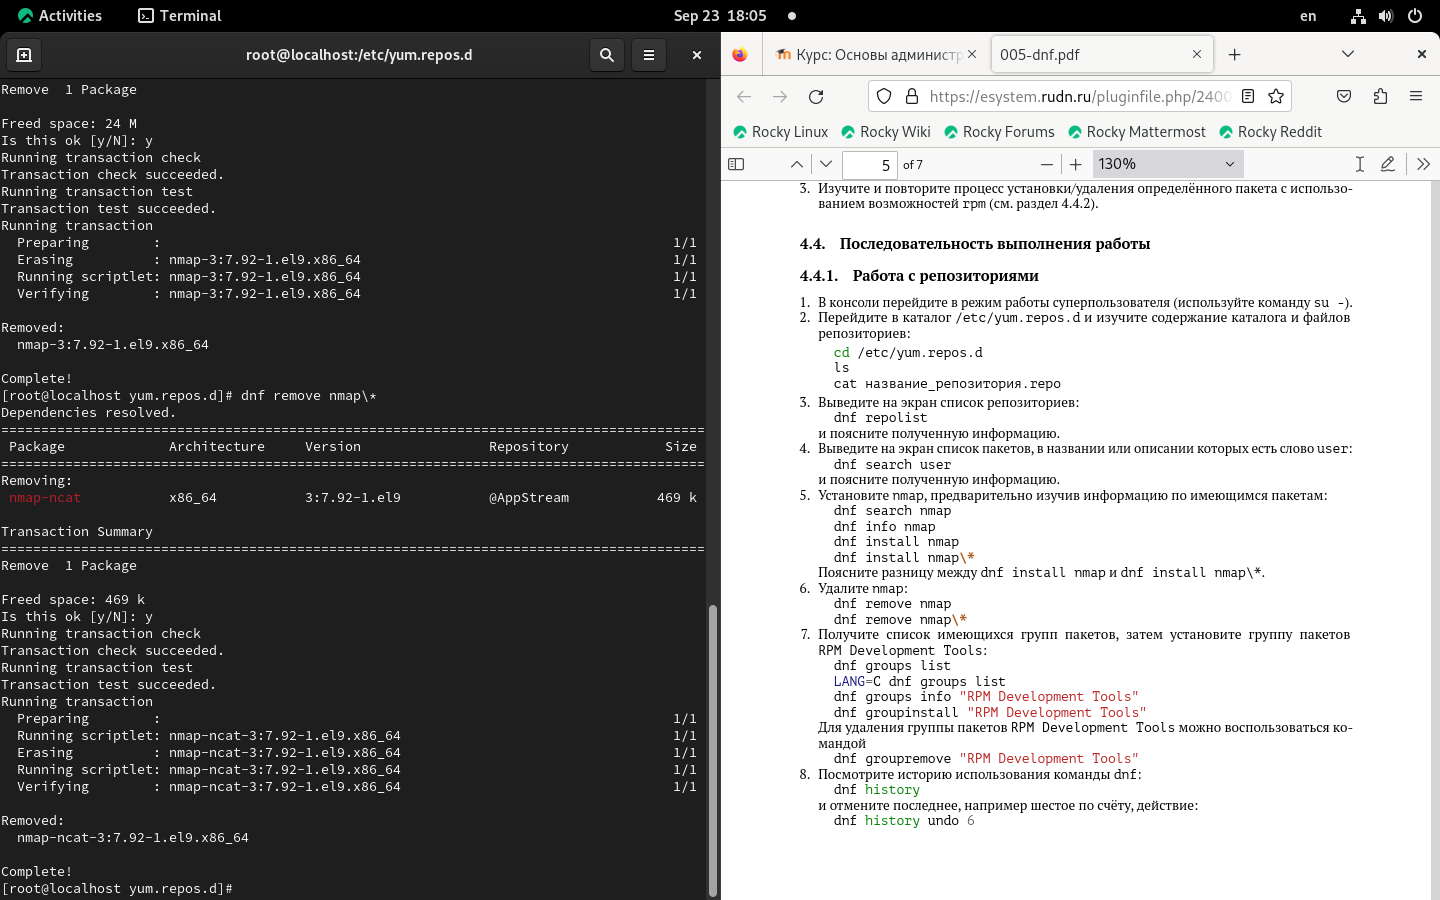 Activities
Terminal
Sep 23 18:05
en
root@localhost:/etc/yum.repos.d
Remove  1 Package
Freed space: 24 M
Is this ok [y/N]: y
Running transaction check
Transaction check succeeded.
Running transaction test
Transaction test succeeded.
Running transaction
  Preparing        :                                                                1/1
  Erasing          : nmap-3:7.92-1.el9.x86_64                                       1/1
  Running scriptlet: nmap-3:7.92-1.el9.x86_64                                       1/1
  Verifying        : nmap-3:7.92-1.el9.x86_64                                       1/1
Removed:
  nmap-3:7.92-1.el9.x86_64
Complete!
[root@localhost yum.repos.d]# dnf remove nmap\*
Dependencies resolved.
========================================================================================
 Package             Architecture     Version                Repository            Size
========================================================================================
Removing:
 nmap-ncat           x86_64           3:7.92-1.el9           @AppStream           469 k
Transaction Summary
========================================================================================
Remove  1 Package
Freed space: 469 k
Is this ok [y/N]: y
Running transaction check
Transaction check succeeded.
Running transaction test
Transaction test succeeded.
Running transaction
  Preparing        :                                                                1/1
  Running scriptlet: nmap-ncat-3:7.92-1.el9.x86_64                                  1/1
  Erasing          : nmap-ncat-3:7.92-1.el9.x86_64                                  1/1
  Running scriptlet: nmap-ncat-3:7.92-1.el9.x86_64                                  1/1
  Verifying        : nmap-ncat-3:7.92-1.el9.x86_64                                  1/1
Removed:
  nmap-ncat-3:7.92-1.el9.x86_64
Complete!
[root@localhost yum.repos.d]#
Курс: Основы администр
005-dnf.pdf
https://esystem.rudn.ru/pluginfile.php/2400
Rocky Linux
Rocky Wiki
Rocky Forums
Rocky Mattermost
Rocky Reddit
5 of 7
130%
3. Изучите и повторите процесс установки/удаления определённого пакета с использо-
ванием возможностей rpm (см. раздел 4.4.2).
4.4. Последовательность выполнения работы
4.4.1. Работа с репозиториями
1. В консоли перейдите в режим работы суперпользователя (используйте команду su -).
2. Перейдите в каталог /etc/yum.repos.d и изучите содержание каталога и файлов
репозиториев:
cd /etc/yum.repos.d
ls
cat название_репозитория.repo
3. Выведите на экран список репозиториев:
dnf repolist
и поясните полученную информацию.
4. Выведите на экран список пакетов, в названии или описании которых есть слово user:
dnf search user
и поясните полученную информацию.
5. Установите nmap, предварительно изучив информацию по имеющимся пакетам:
dnf search nmap
dnf info nmap
dnf install nmap
dnf install nmap\*
Поясните разницу между dnf install nmap и dnf install nmap\*.
6. Удалите nmap:
dnf remove nmap
dnf remove nmap\*
7. Получите список имеющихся групп пакетов, затем установите группу пакетов
RPM Development Tools:
dnf groups list
LANG=C dnf groups list
dnf groups info "RPM Development Tools"
dnf groupinstall "RPM Development Tools"
Для удаления группы пакетов RPM Development Tools можно воспользоваться ко-
мандой
dnf groupremove "RPM Development Tools"
8. Посмотрите историю использования команды dnf:
dnf history
и отмените последнее, например шестое по счёту, действие:
dnf history undo 6